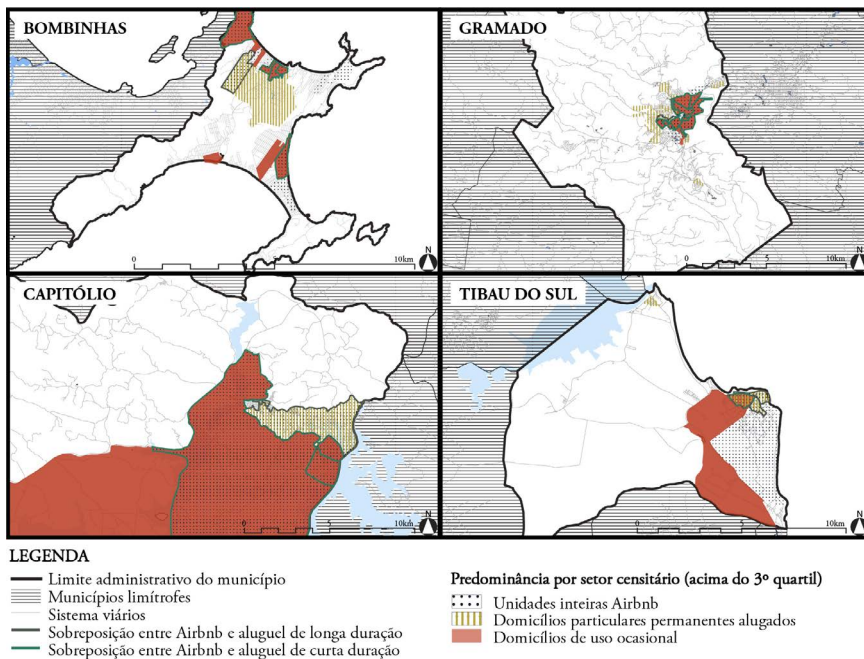 BOMBINHAS
0 5 10km
N
GRAMADO
0 5 10km
N
CAPITÓLIO
0 5 10km
N
TIBAU DO SUL
0 5 10km
N
LEGENDA
Limite administrativo do município
Municípios limítrofes
Sistema viários
Sobreposição entre Airbnb e aluguel de longa duração
Sobreposição entre Airbnb e aluguel de curta duração
Predominância por setor censitário (acima do 3º quartil)
Unidades inteiras Airbnb
Domicílios particulares permanentes alugados
Domicílios de uso ocasional